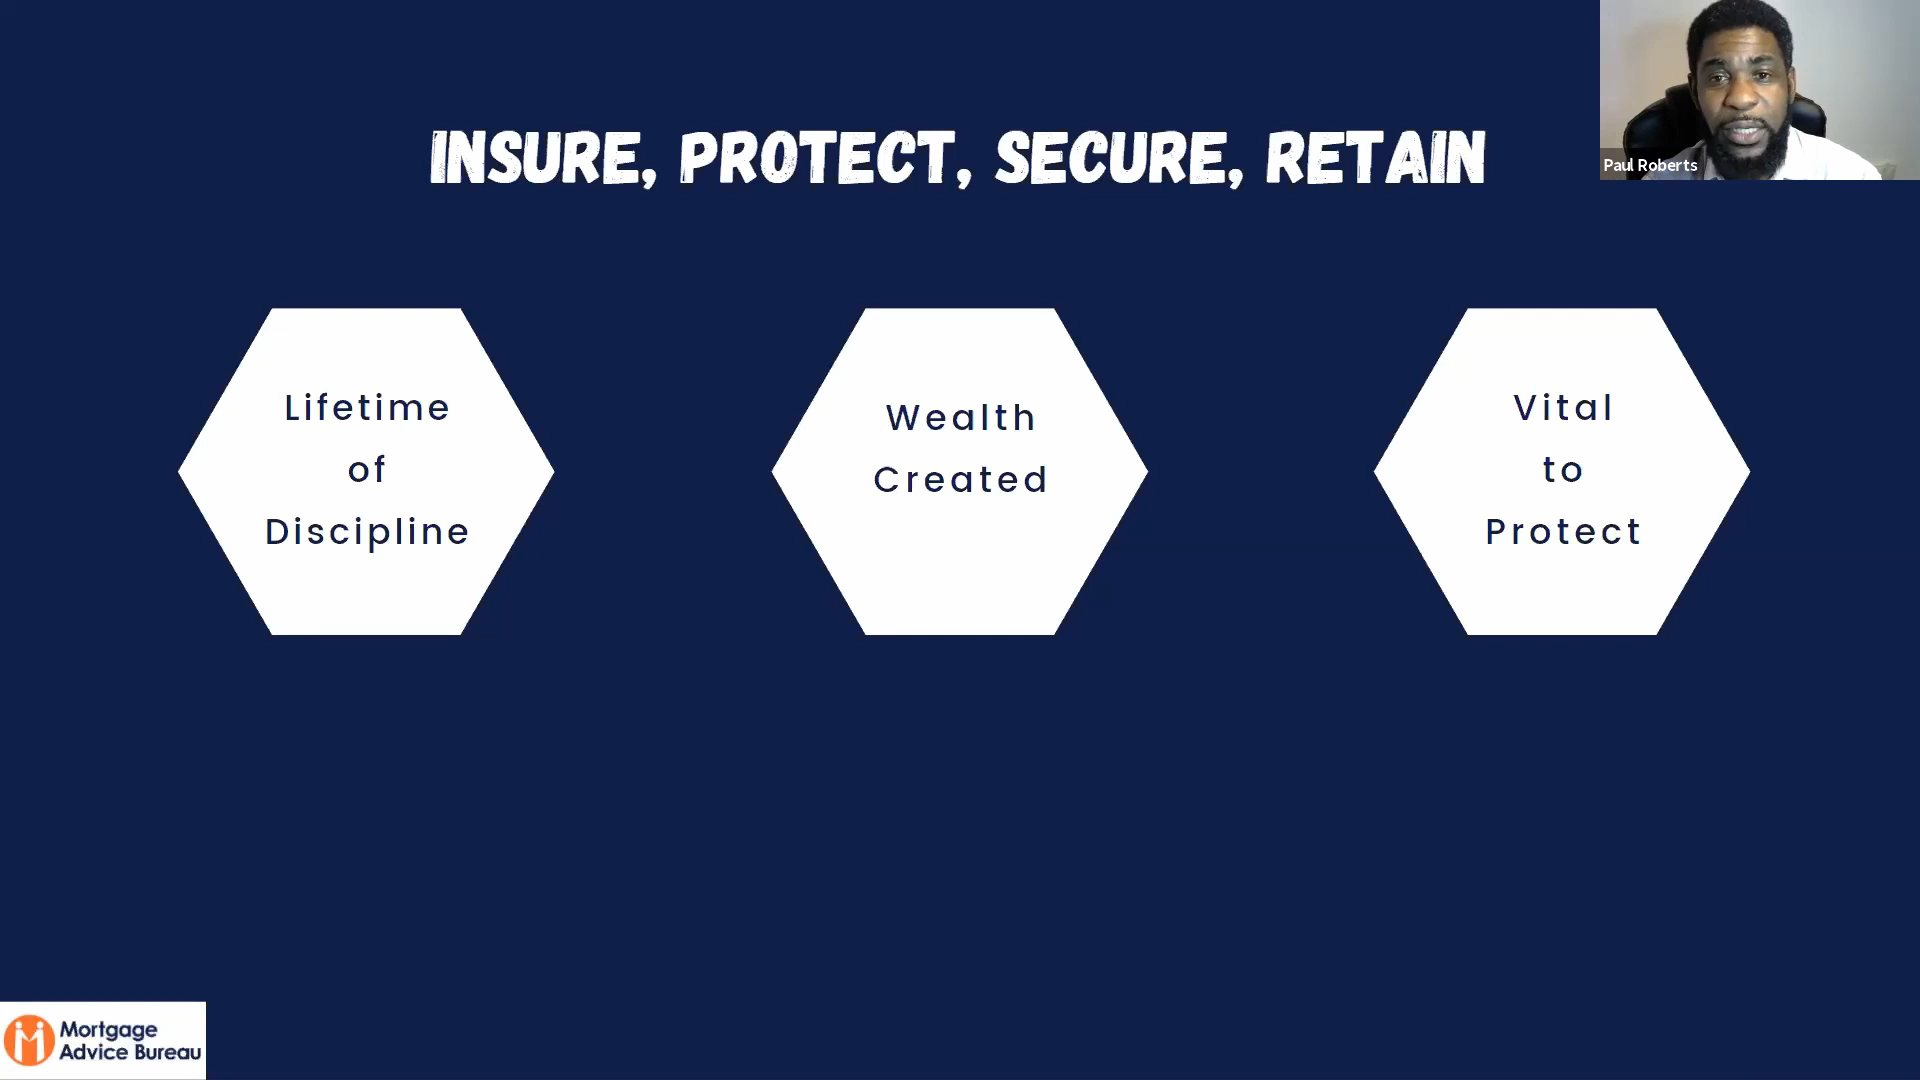 INSURE, PROTECT, SECURE, RETAIN
Paul Roberts
Lifetime
of
Discipline
Wealth
Created
Vital
to
Protect
Mortgage
Advice Bureau